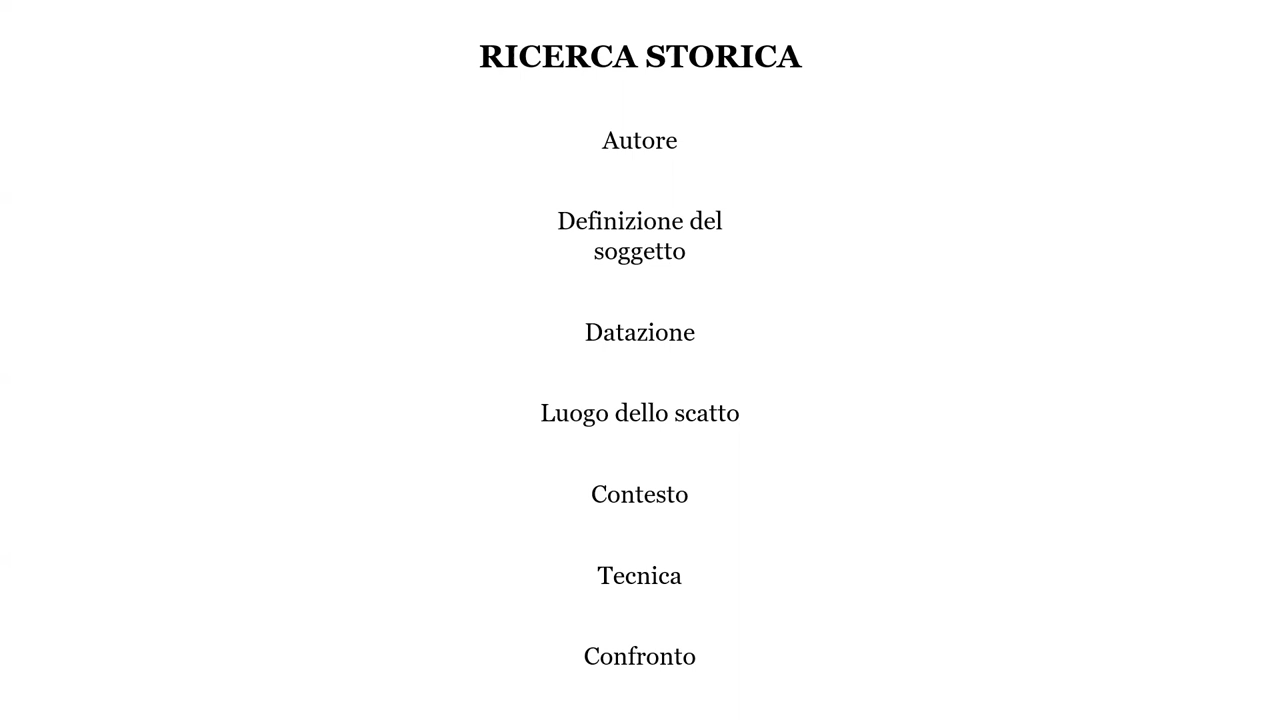 RICERCA STORICA
Autore
Definizione del
soggetto
Datazione
Luogo dello scatto
Contesto
Tecnica
Confronto